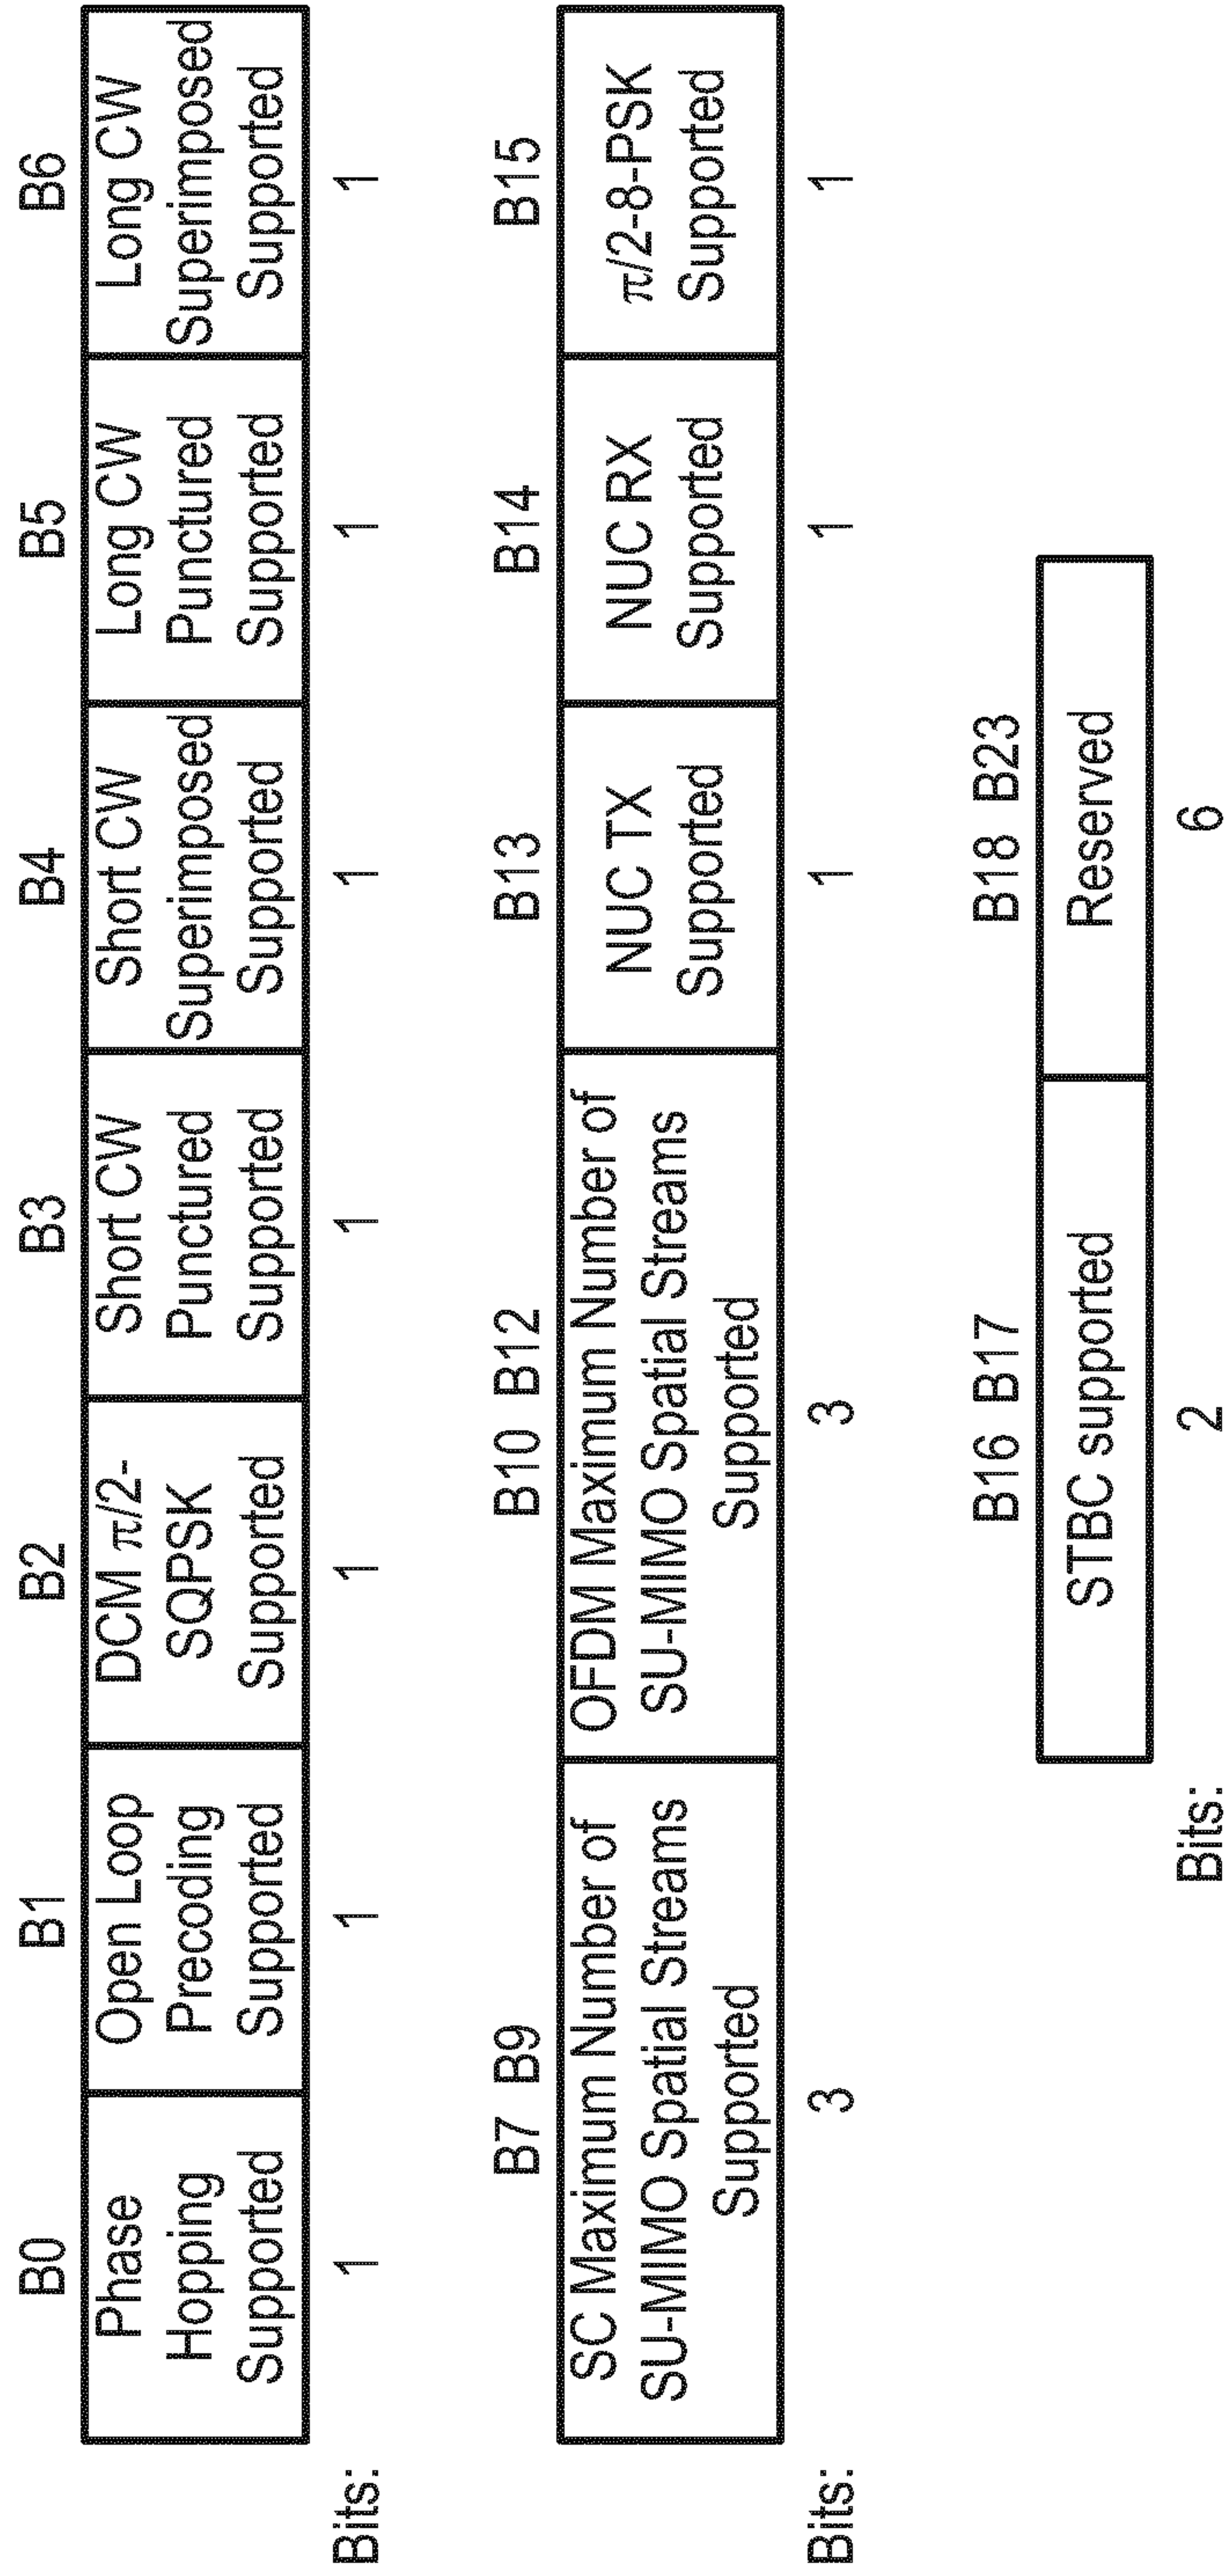 B0 B1 B2 B3 B4 B5 B6
Phase
Hopping
Supported
Open Loop
Precoding
Supported
DCM π/2-
SQPSK
Supported
Short CW
Punctured
Supported
Short CW
Superimposed
Supported
Long CW
Punctured
Supported
Long CW
Superimposed
Supported
Bits: 1 1 1 1 1 1 1
B7 B9 B10 B12 B13 B14 B15
SC Maximum Number of
SU-MIMO Spatial Streams
Supported
OFDM Maximum Number of
SU-MIMO Spatial Streams
Supported
NUC TX
Supported
NUC RX
Supported
π/2-8-PSK
Supported
Bits: 3 3 1 1 1
B16 B17 B18 B23
STBC supported
Reserved
Bits: 2 6